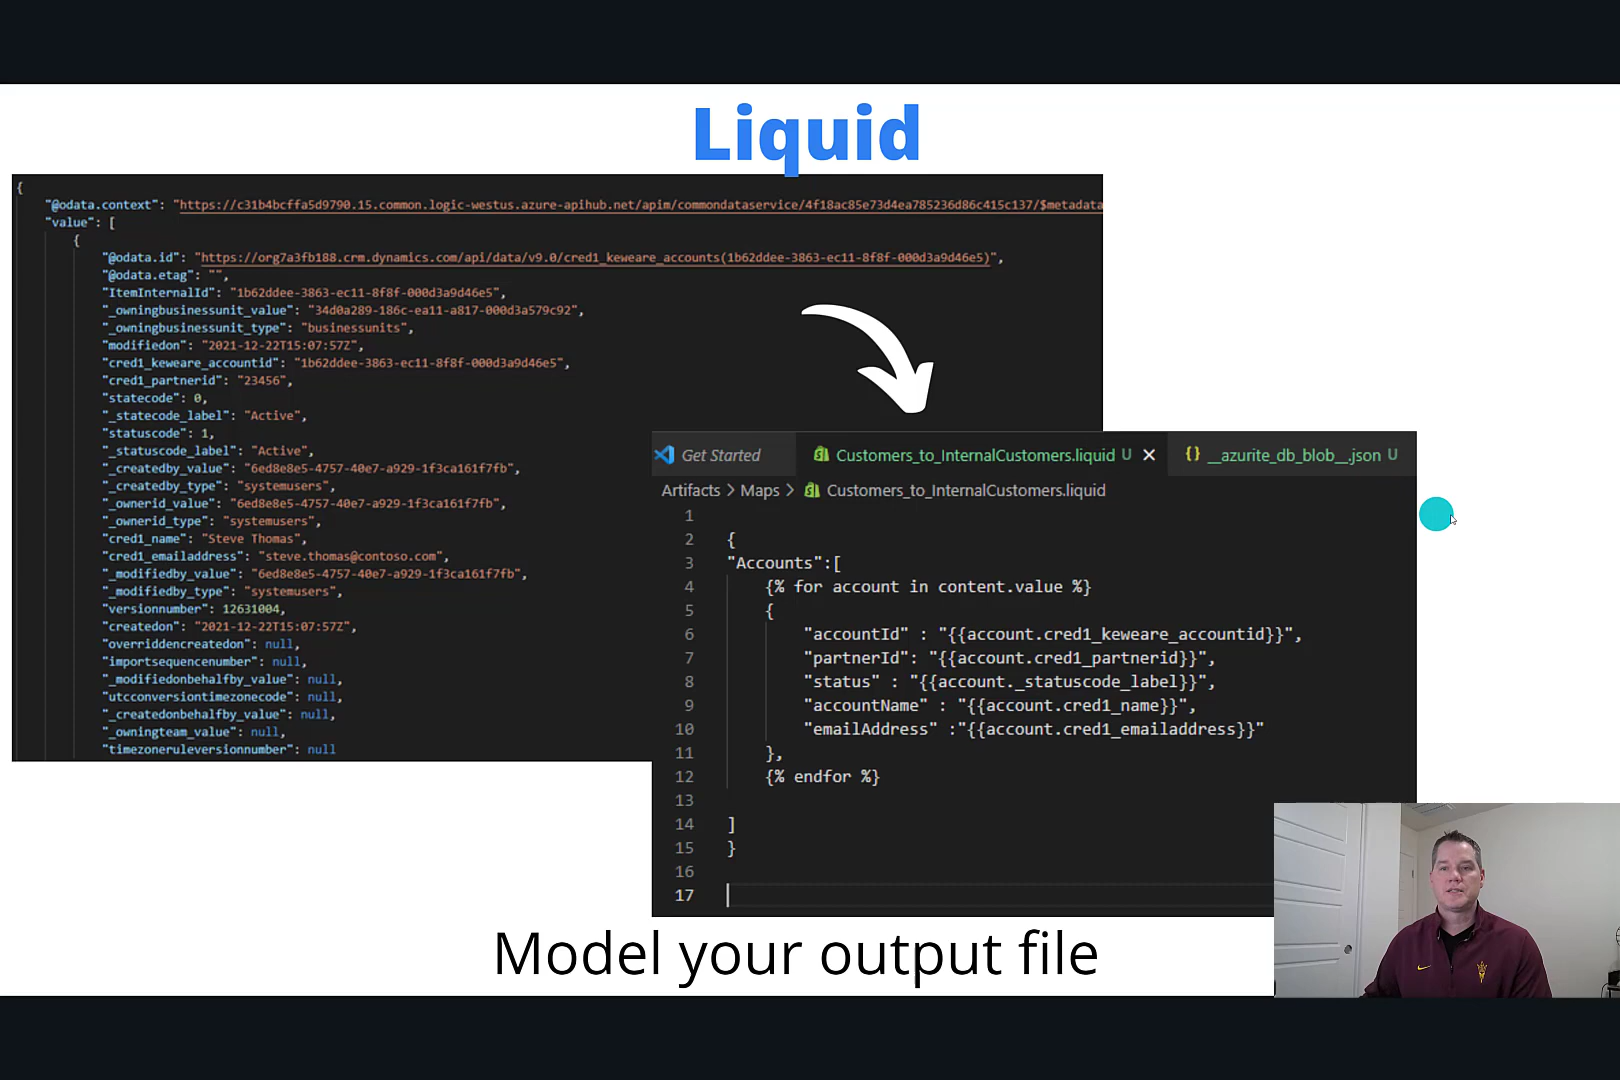 Liquid
{
"@odata.context": "https://c31b4bcffa5d9790.15.common.logic-westus.azure-apihub.net/apim/commondataservice/4f18ac85e73d4ea785236d86c415c137/$metadata
"value": [
{
"@odata.id": "https://org7a3fb188.crm.dynamics.com/api/data/v9.0/cred1_keweare_accounts(1b62ddee-3863-ec11-8f8f-000d3a9d46e5)",
"@odata.etag": "",
"ItemInternalId": "1b62ddee-3863-ec11-8f8f-000d3a9d46e5",
"_owningbusinessunit_value": "34d0a289-186c-ea11-a817-000d3a579c92",
"_owningbusinessunit_type": "businessunits",
"modifiedon": "2021-12-22T15:07:57Z",
"cred1_keweare_accountid": "1b62ddee-3863-ec11-8f8f-000d3a9d46e5",
"cred1_partnerid": "23456",
"statecode": 0,
"_statecode_label": "Active",
"statuscode": 1,
"_statuscode_label": "Active",
"_createdby_value": "6ed8e8e5-4757-40e7-a929-1f3ca161f7fb",
"_createdby_type": "systemusers",
"_ownerid_value": "6ed8e8e5-4757-40e7-a929-1f3ca161f7fb",
"_ownerid_type": "systemusers",
"cred1_name": "Steve Thomas",
"cred1_emailaddress": "steve.thomas@contoso.com",
"_modifiedby_value": "6ed8e8e5-4757-40e7-a929-1f3ca161f7fb",
"_modifiedby_type": "systemusers",
"versionnumber": 12631004,
"createdon": "2021-12-22T15:07:57Z",
"overriddencreatedon": null,
"importsequencenumber": null,
"_modifiedonbehalfby_value": null,
"utcconversiontimezonecode": null,
"_createdonbehalfby_value": null,
"_owningteam_value": null,
"timezoneruleversionnumber": null
Get Started
Customers_to_InternalCustomers.liquid U
{} __azurite_db_blob__.json U
Artifacts > Maps > Customers_to_InternalCustomers.liquid
1
2 {
3 "Accounts":[
4 {% for account in content.value %}
5 {
6 "accountId" : "{{account.cred1_keweare_accountid}}",
7 "partnerId": "{{account.cred1_partnerid}}",
8 "status" : "{{account._statuscode_label}}",
9 "accountName" : "{{account.cred1_name}}",
10 "emailAddress" :"{{account.cred1_emailaddress}}"
11 },
12 {% endfor %}
13
14 ]
15 }
16
17
Model your output file